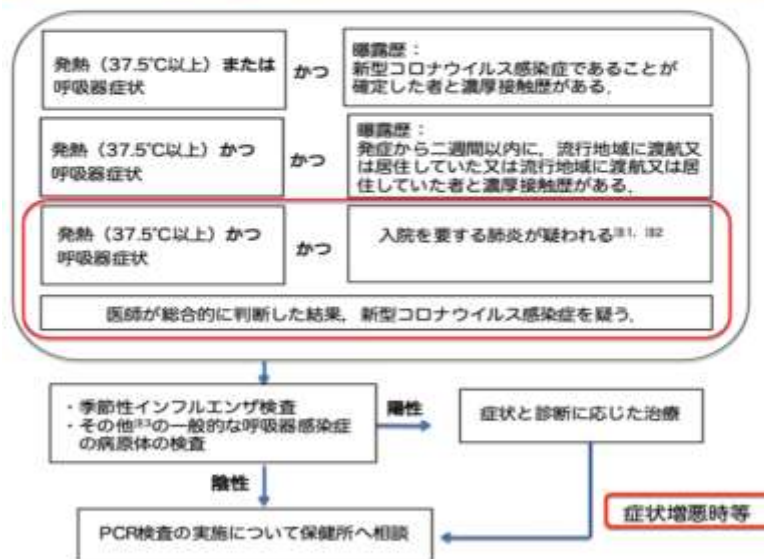 発熱（37.5℃以上）または
呼吸器症状
かつ
曝露歴：
新型コロナウイルス感染症であることが
確定した者と濃厚接触歴がある．
発熱（37.5℃以上）かつ
呼吸器症状
かつ
曝露歴：
発症から二週間以内に，流行地域に渡航又
は居住していた又は流行地域に渡航又は居
住していた者と濃厚接触歴がある．
発熱（37.5℃以上）かつ
呼吸器症状
かつ
入院を要する肺炎が疑われる注1，注2
医師が総合的に判断した結果，新型コロナウイルス感染症を疑う．
・季節性インフルエンザ検査
・その他注3の一般的な呼吸器感染症
の病原体の検査
陽性
症状と診断に応じた治療
陰性
症状増悪時等
PCR検査の実施について保健所へ相談